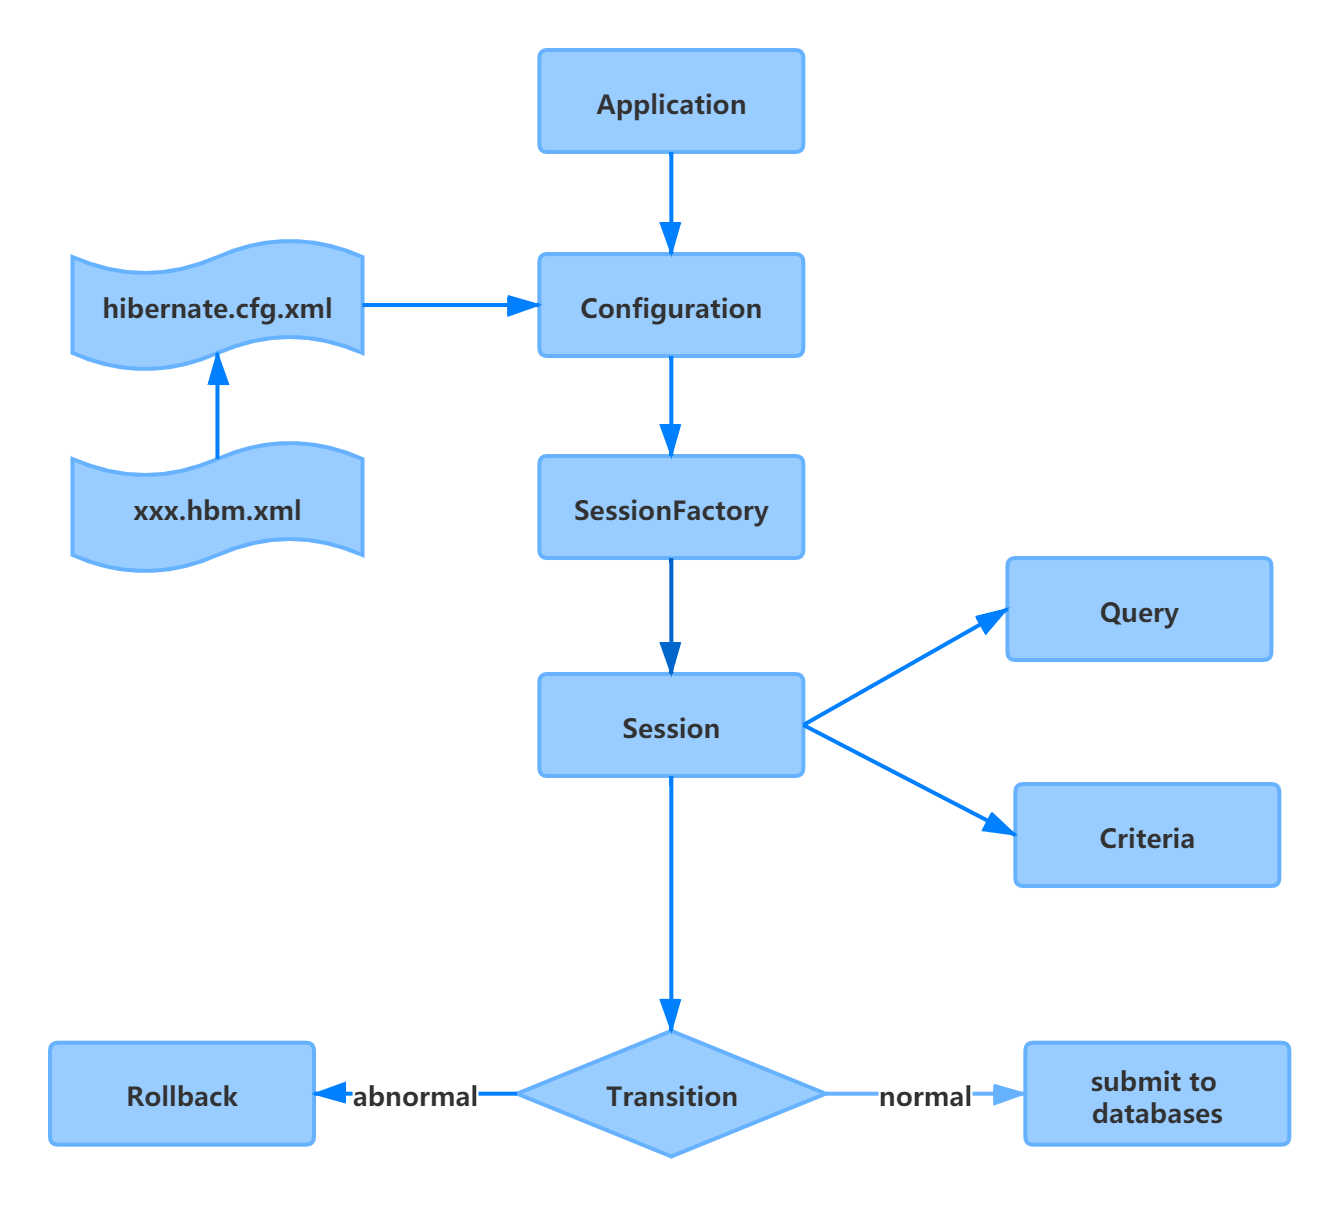 Application
hibernate.cfg.xml
Configuration
xxx.hbm.xml
SessionFactory
Query
Session
Criteria
Rollback
abnormal
Transition
normal
submit to
databases